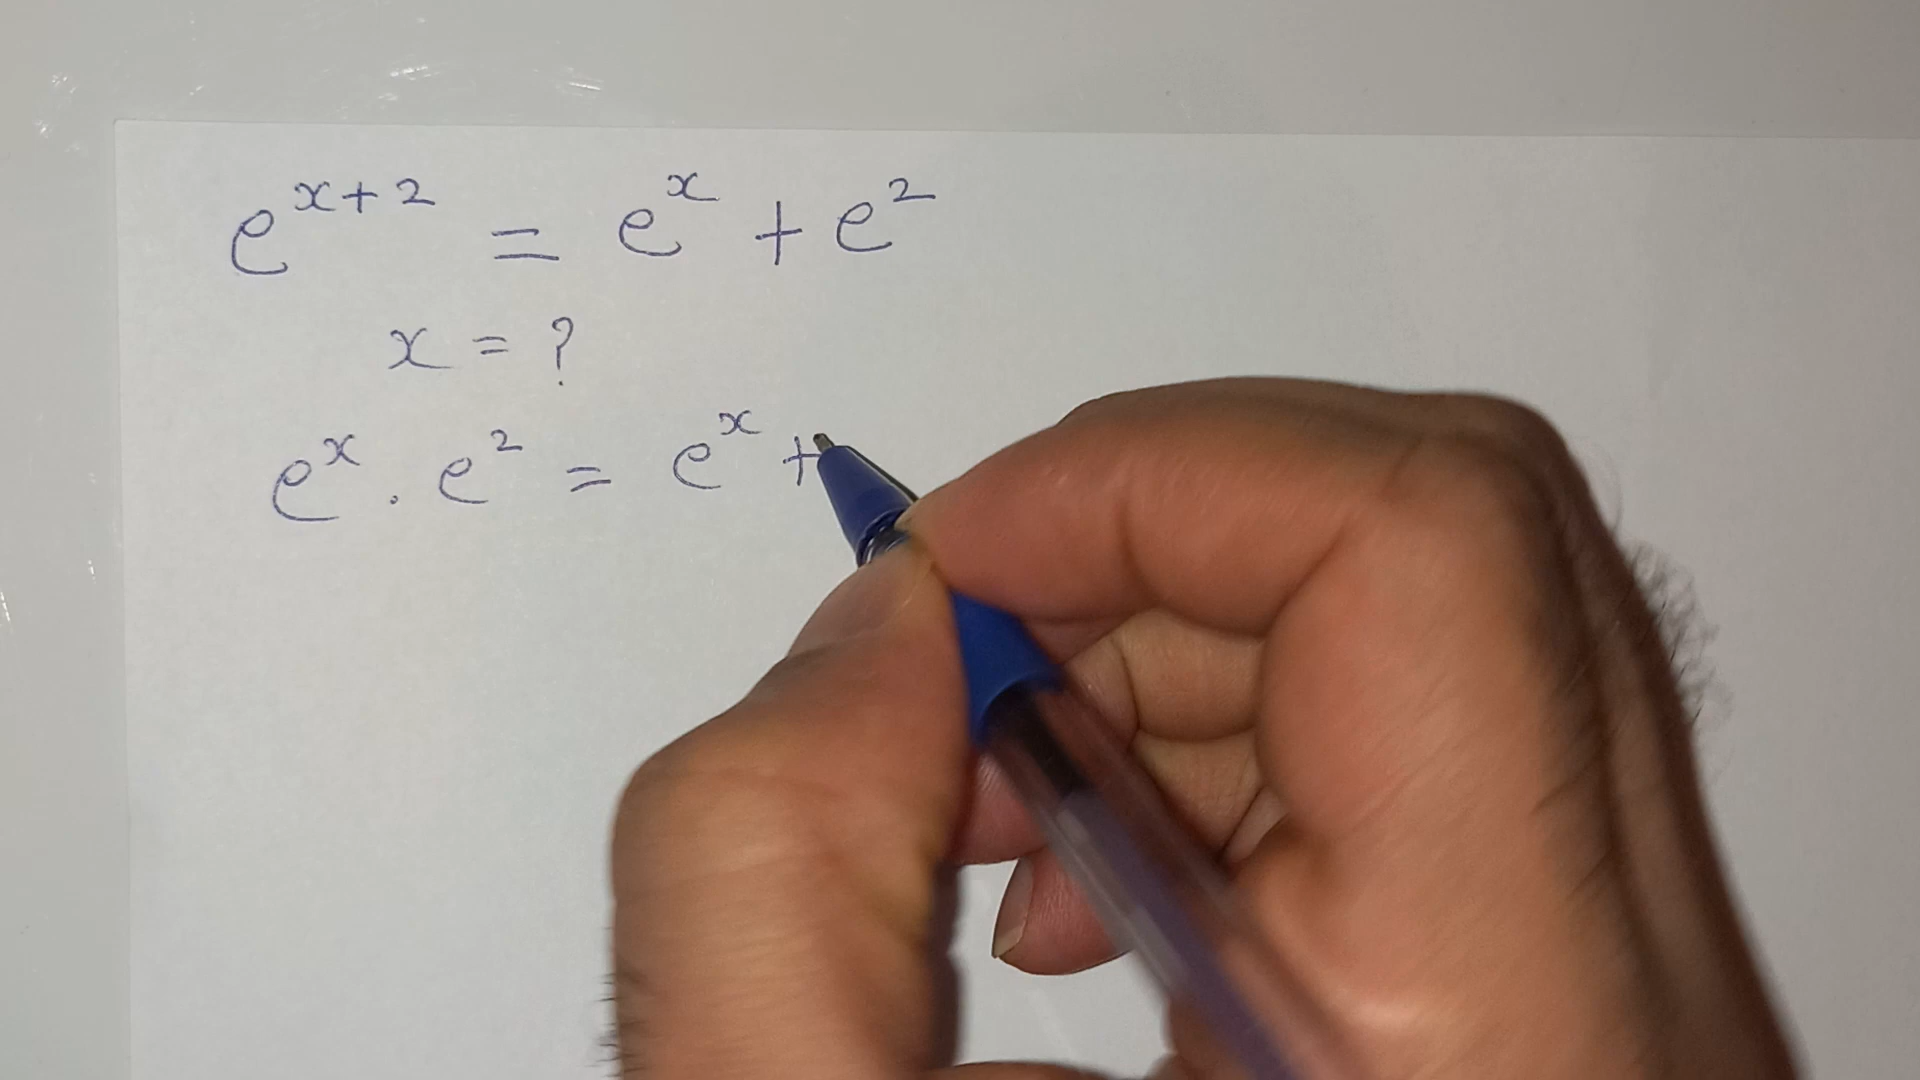 e^{x+2} = e^x + e^2
x = ?
e^x . e^2 = e^x +